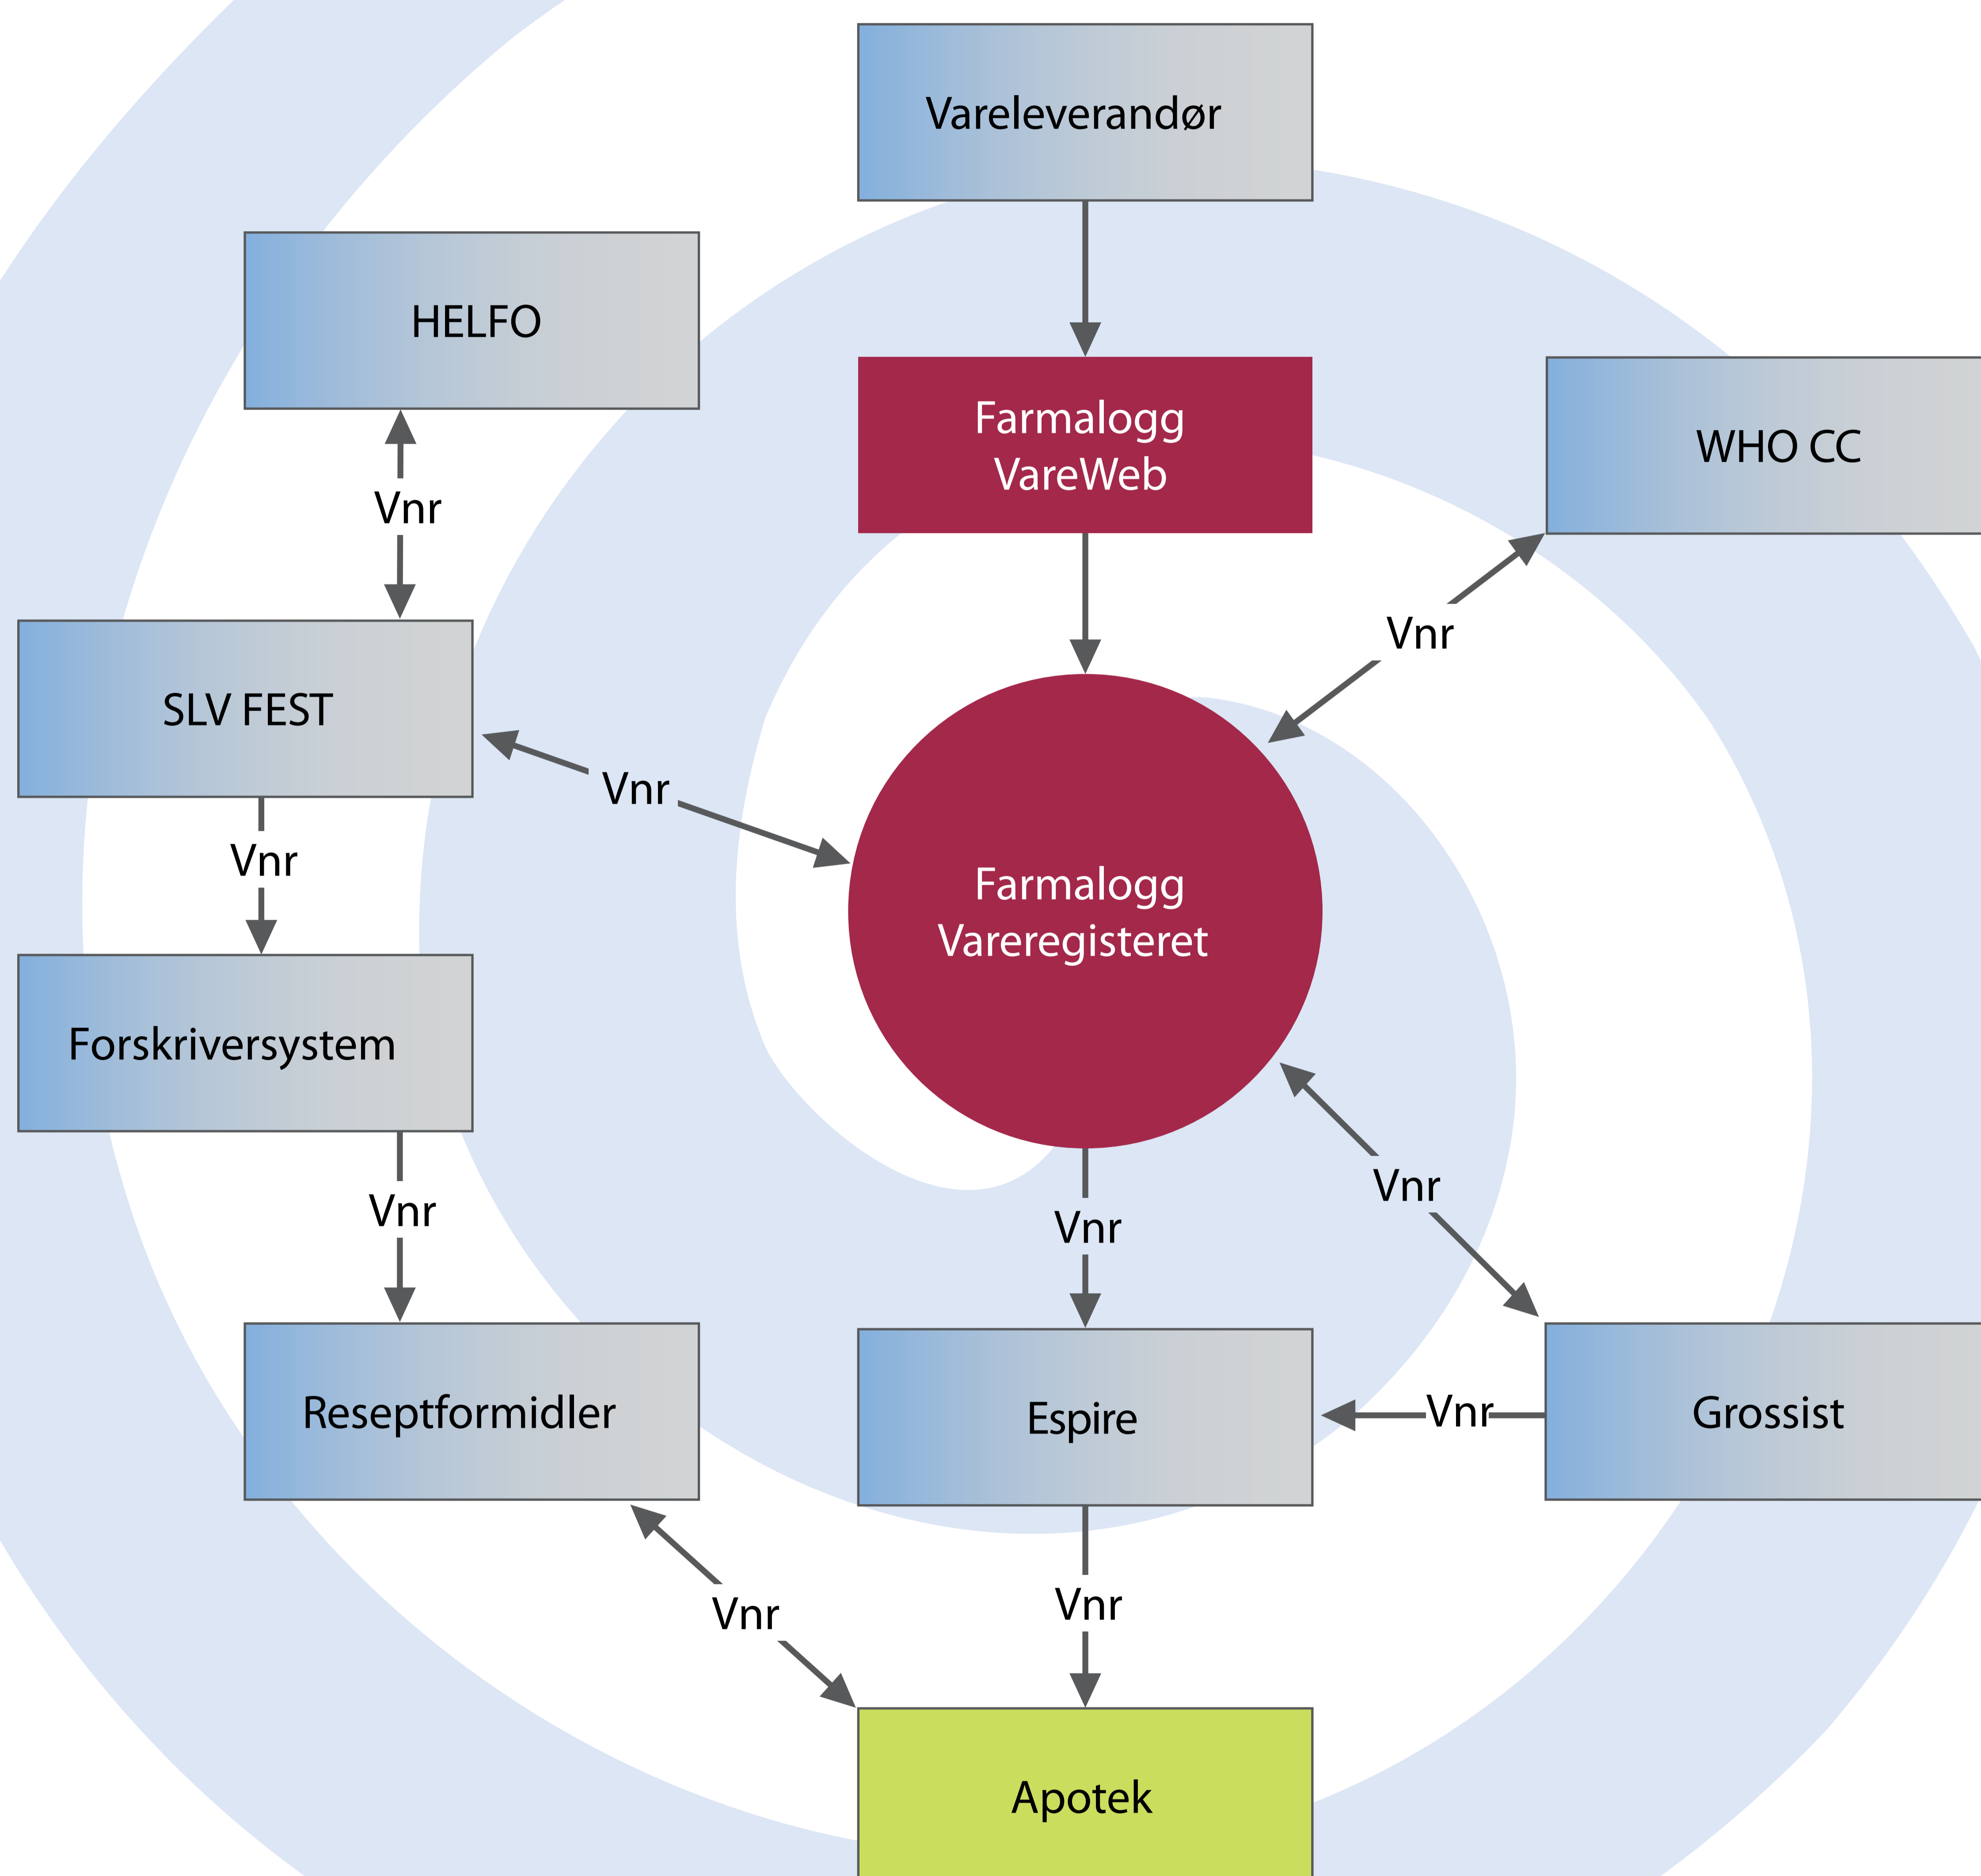 Vareleverandør
HELFO
Farmalogg
VareWeb
WHO CC
Vnr
Vnr
SLV FEST
Vnr
Vnr
Farmalogg
Vareregisteret
Forskriversystem
Vnr
Vnr
Vnr
Reseptformidler
Espire
Vnr
Grossist
Vnr
Vnr
Apotek